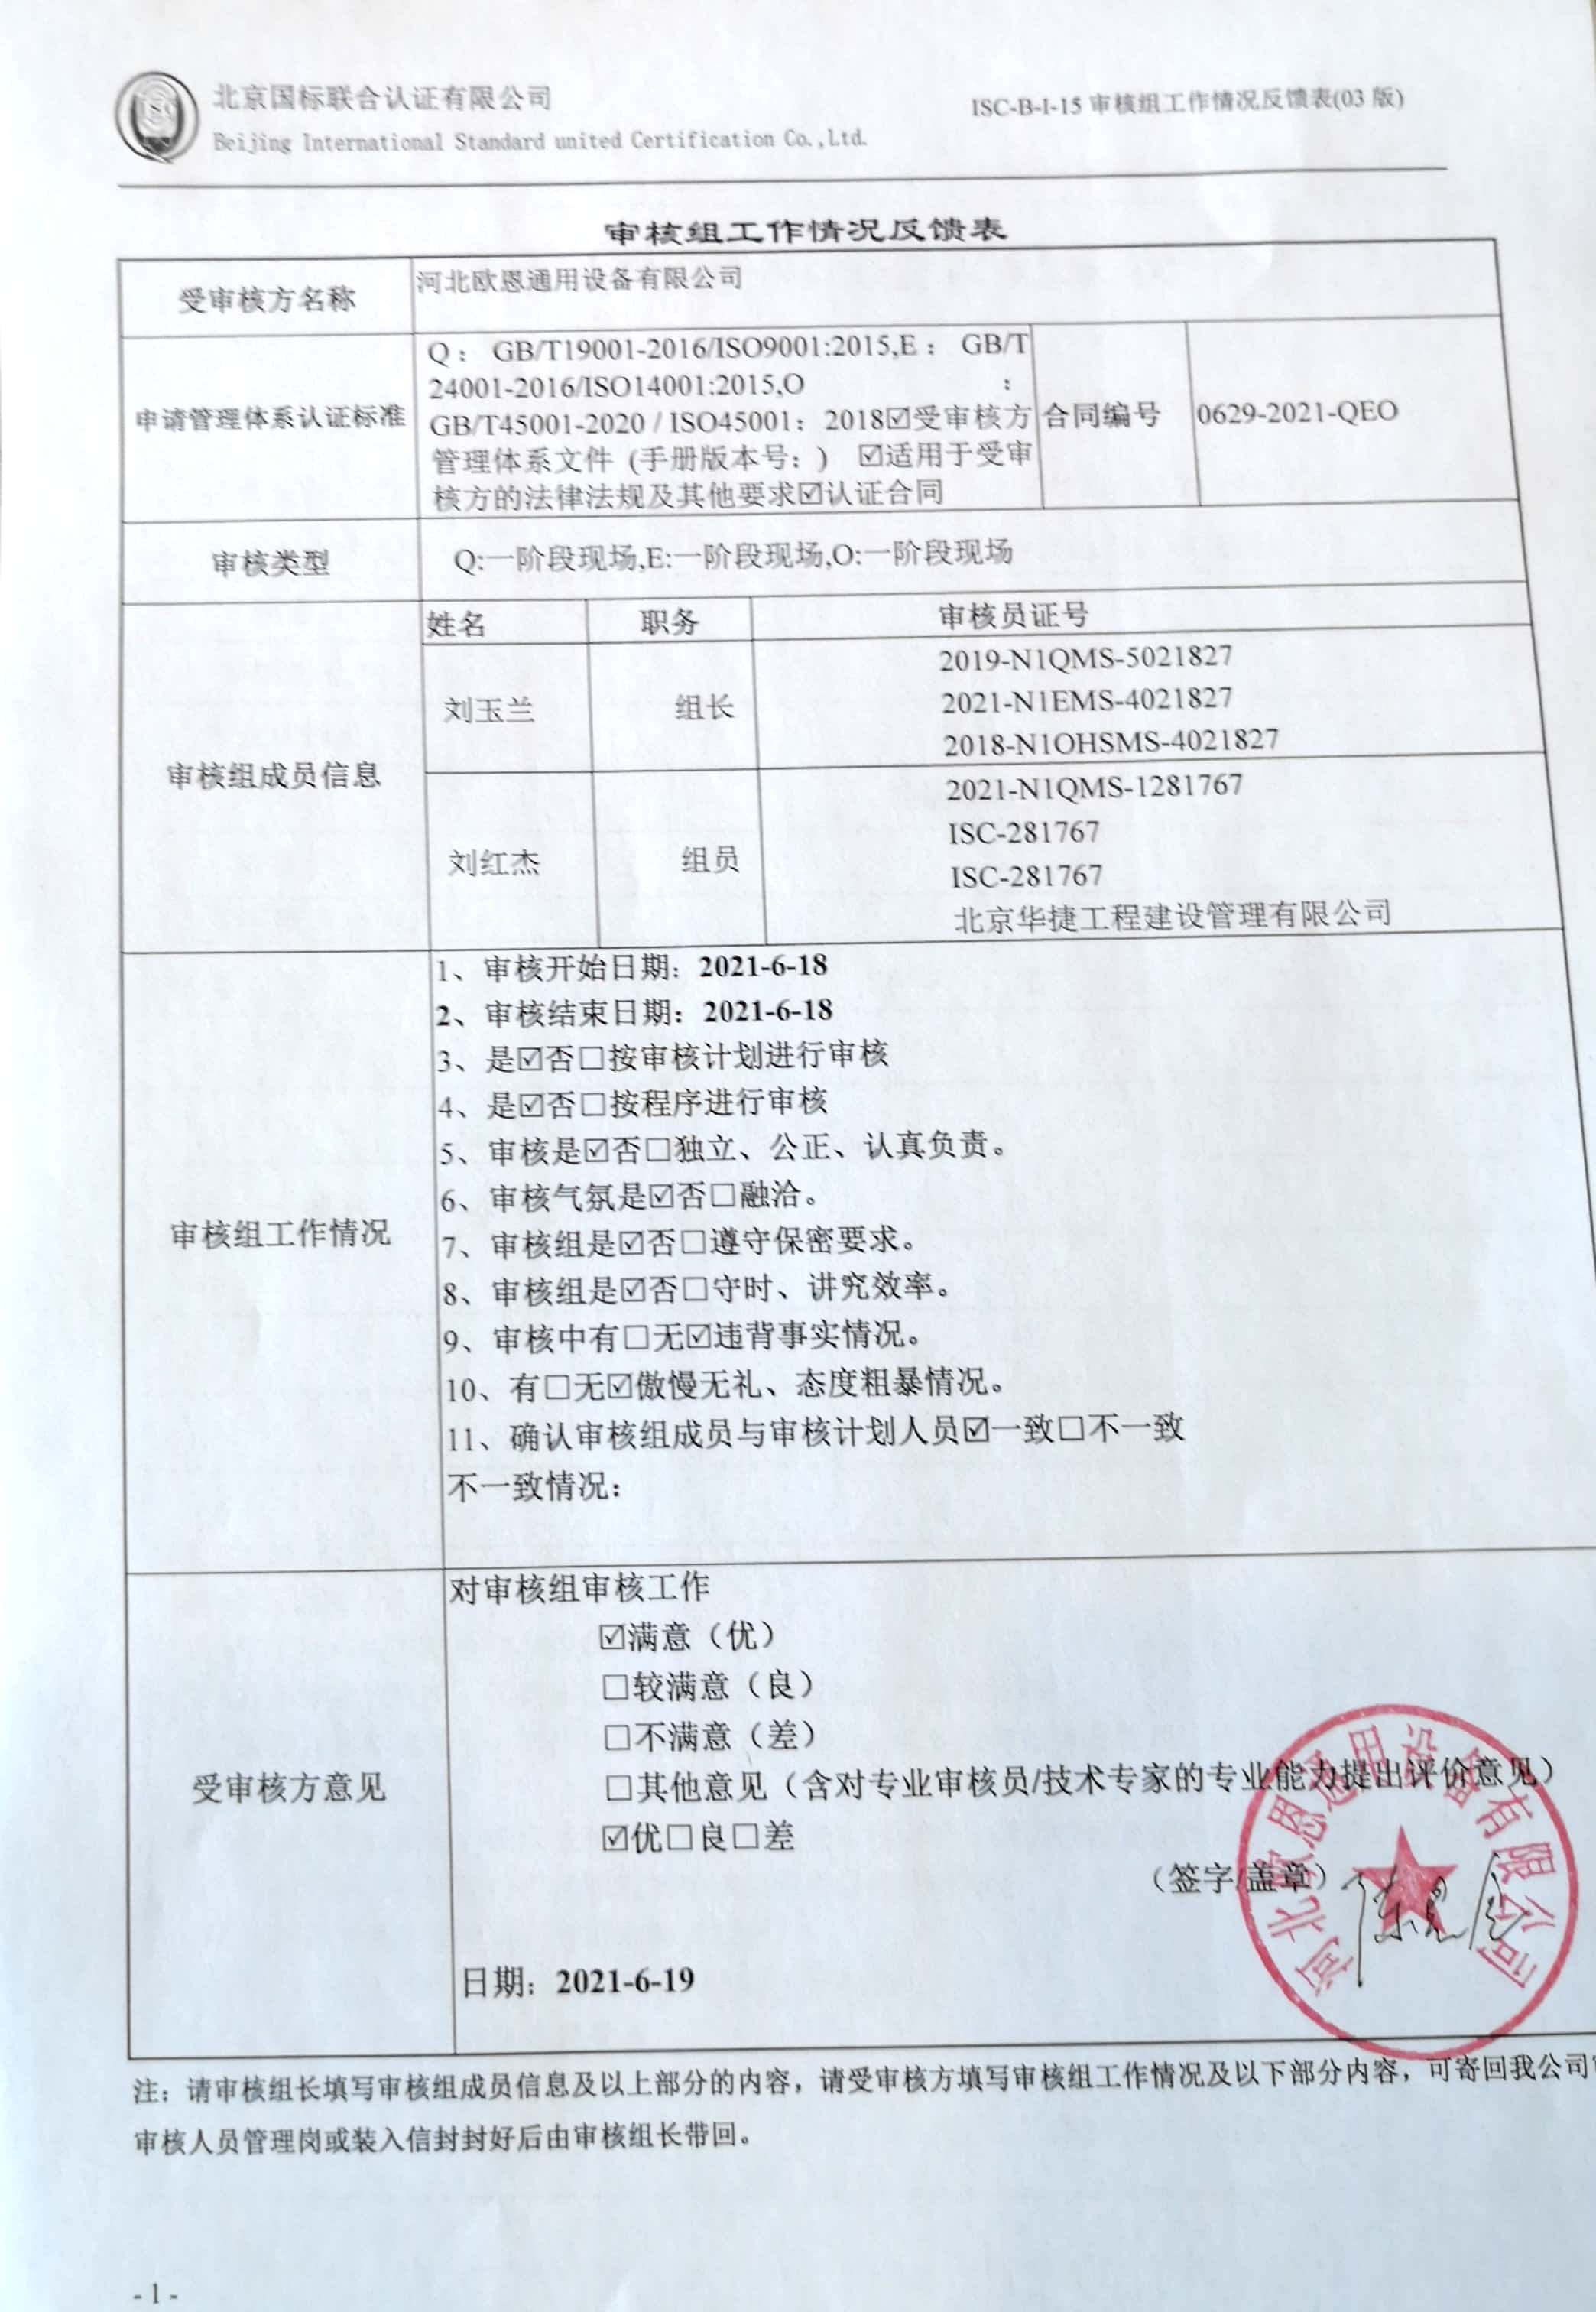 北京国标联合认证有限公司
Beijing International Standard united Certification Co.,Ltd.
ISC-B-I-15 审核组工作情况反馈表(03 版)
审核组工作情况反馈表
受审核方名称
河北欧恩通用设备有限公司
申请管理体系认证标准
Q： GB/T19001-2016/ISO9001:2015,E： GB/T
24001-2016/ISO14001:2015,O ：
GB/T45001-2020 / ISO45001：2018☑受审核方
管理体系文件（手册版本号：） ☑适用于受审
核方的法律法规及其他要求☑认证合同
合同编号
0629-2021-QEO
审核类型
Q:一阶段现场,E:一阶段现场,O:一阶段现场
审核组成员信息
姓名 职务 审核员证号
刘玉兰 组长
2019-N1QMS-5021827
2021-N1EMS-4021827
2018-N1OHSMS-4021827
刘红杰 组员
2021-N1QMS-1281767
ISC-281767
ISC-281767
北京华捷工程建设管理有限公司
审核组工作情况
1、审核开始日期：2021-6-18
2、审核结束日期：2021-6-18
3、是☑否□按审核计划进行审核
4、是☑否□按程序进行审核
5、审核是☑否□独立、公正、认真负责。
6、审核气氛是☑否□融洽。
7、审核组是☑否□遵守保密要求。
8、审核组是☑否□守时、讲究效率。
9、审核中有□无☑违背事实情况。
10、有□无☑傲慢无礼、态度粗暴情况。
11、确认审核组成员与审核计划人员☑一致□不一致
不一致情况：
受审核方意见
对审核组审核工作
☑满意（优）
□较满意（良）
□不满意（差）
□其他意见（含对专业审核员/技术专家的专业能力提出评价意见）
☑优□良□差
（签字/盖章）
河北欧恩通用设备有限公司
日期：2021-6-19
注：请审核组长填写审核组成员信息及以上部分的内容，请受审核方填写审核组工作情况及以下部分内容，可寄回我公司
审核人员管理岗或装入信封封好后由审核组长带回。
- 1 -